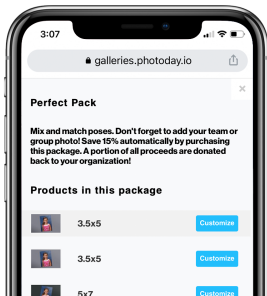 3:07
galleries.photoday.io
×
Perfect Pack
Mix and match poses. Don't forget to add your team or
group photo! Save 15% automatically by purchasing
this package. A portion of all proceeds are donated
back to your organization!
Products in this package
3.5x5 Customize
3.5x5 Customize
5x7 Customize